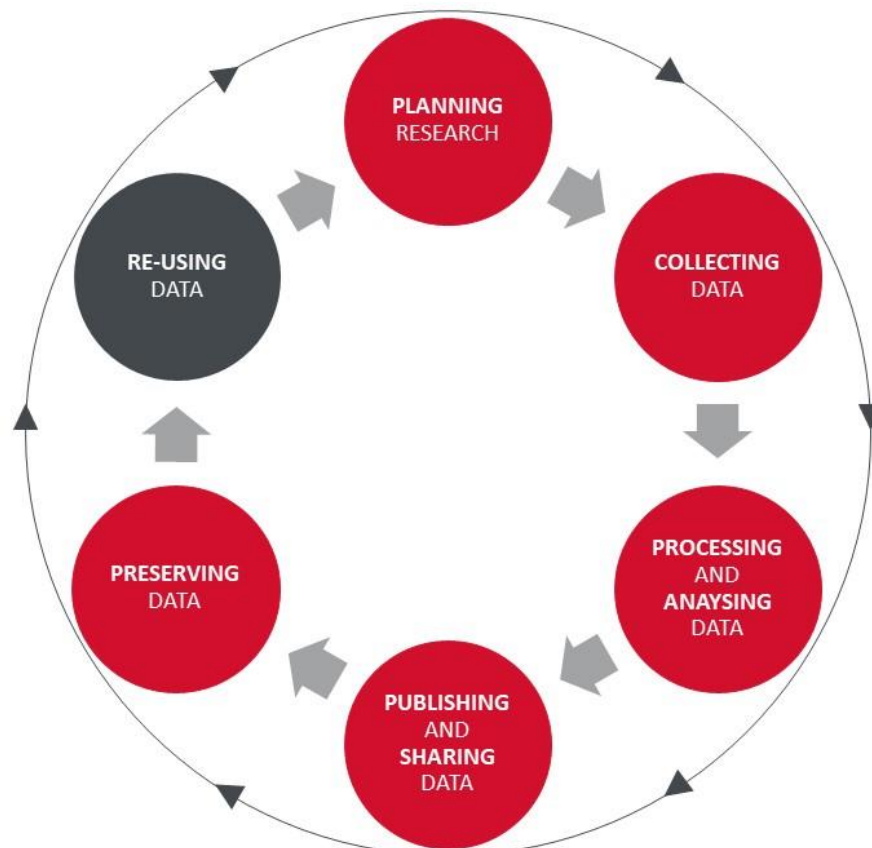 PLANNING
RESEARCH
COLLECTING
DATA
PROCESSING
AND
ANAYSING
DATA
PUBLISHING
AND
SHARING
DATA
PRESERVING
DATA
RE-USING
DATA